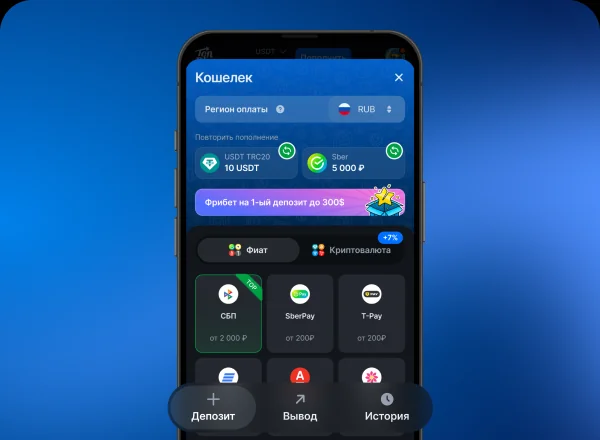 USDT
Пополнить
Кошелек
Регион оплаты
RUB
Повторить пополнение
USDT TRC20
10 USDT
Sber
5 000 ₽
Фрибет на 1-ый депозит до 300$
+7%
Фиат
Криптовалюта
TOP
СБП
от 2 000 ₽
Pay
SberPay
от 200₽
T-Pay
от 200₽
Депозит
Вывод
История